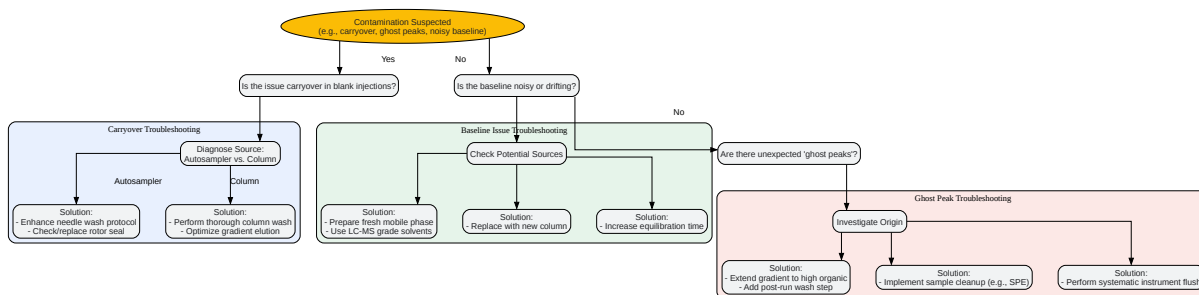 Contamination Suspected
(e.g., carryover, ghost peaks, noisy baseline)
Yes
No
Is the issue carryover in blank injections?
Is the baseline noisy or drifting?
No
Carryover Troubleshooting
Diagnose Source:
Autosampler vs. Column
Autosampler
Column
Solution:
- Enhance needle wash protocol
- Check/replace rotor seal
Solution:
- Perform thorough column wash
- Optimize gradient elution
Baseline Issue Troubleshooting
Check Potential Sources
Solution:
- Prepare fresh mobile phase
- Use LC-MS grade solvents
Solution:
- Replace with new column
Solution:
- Increase equilibration time
Are there unexpected 'ghost peaks'?
Ghost Peak Troubleshooting
Investigate Origin
Solution:
- Extend gradient to high organic
- Add post-run wash step
Solution:
- Implement sample cleanup (e.g., SPE)
Solution:
- Perform systematic instrument flush